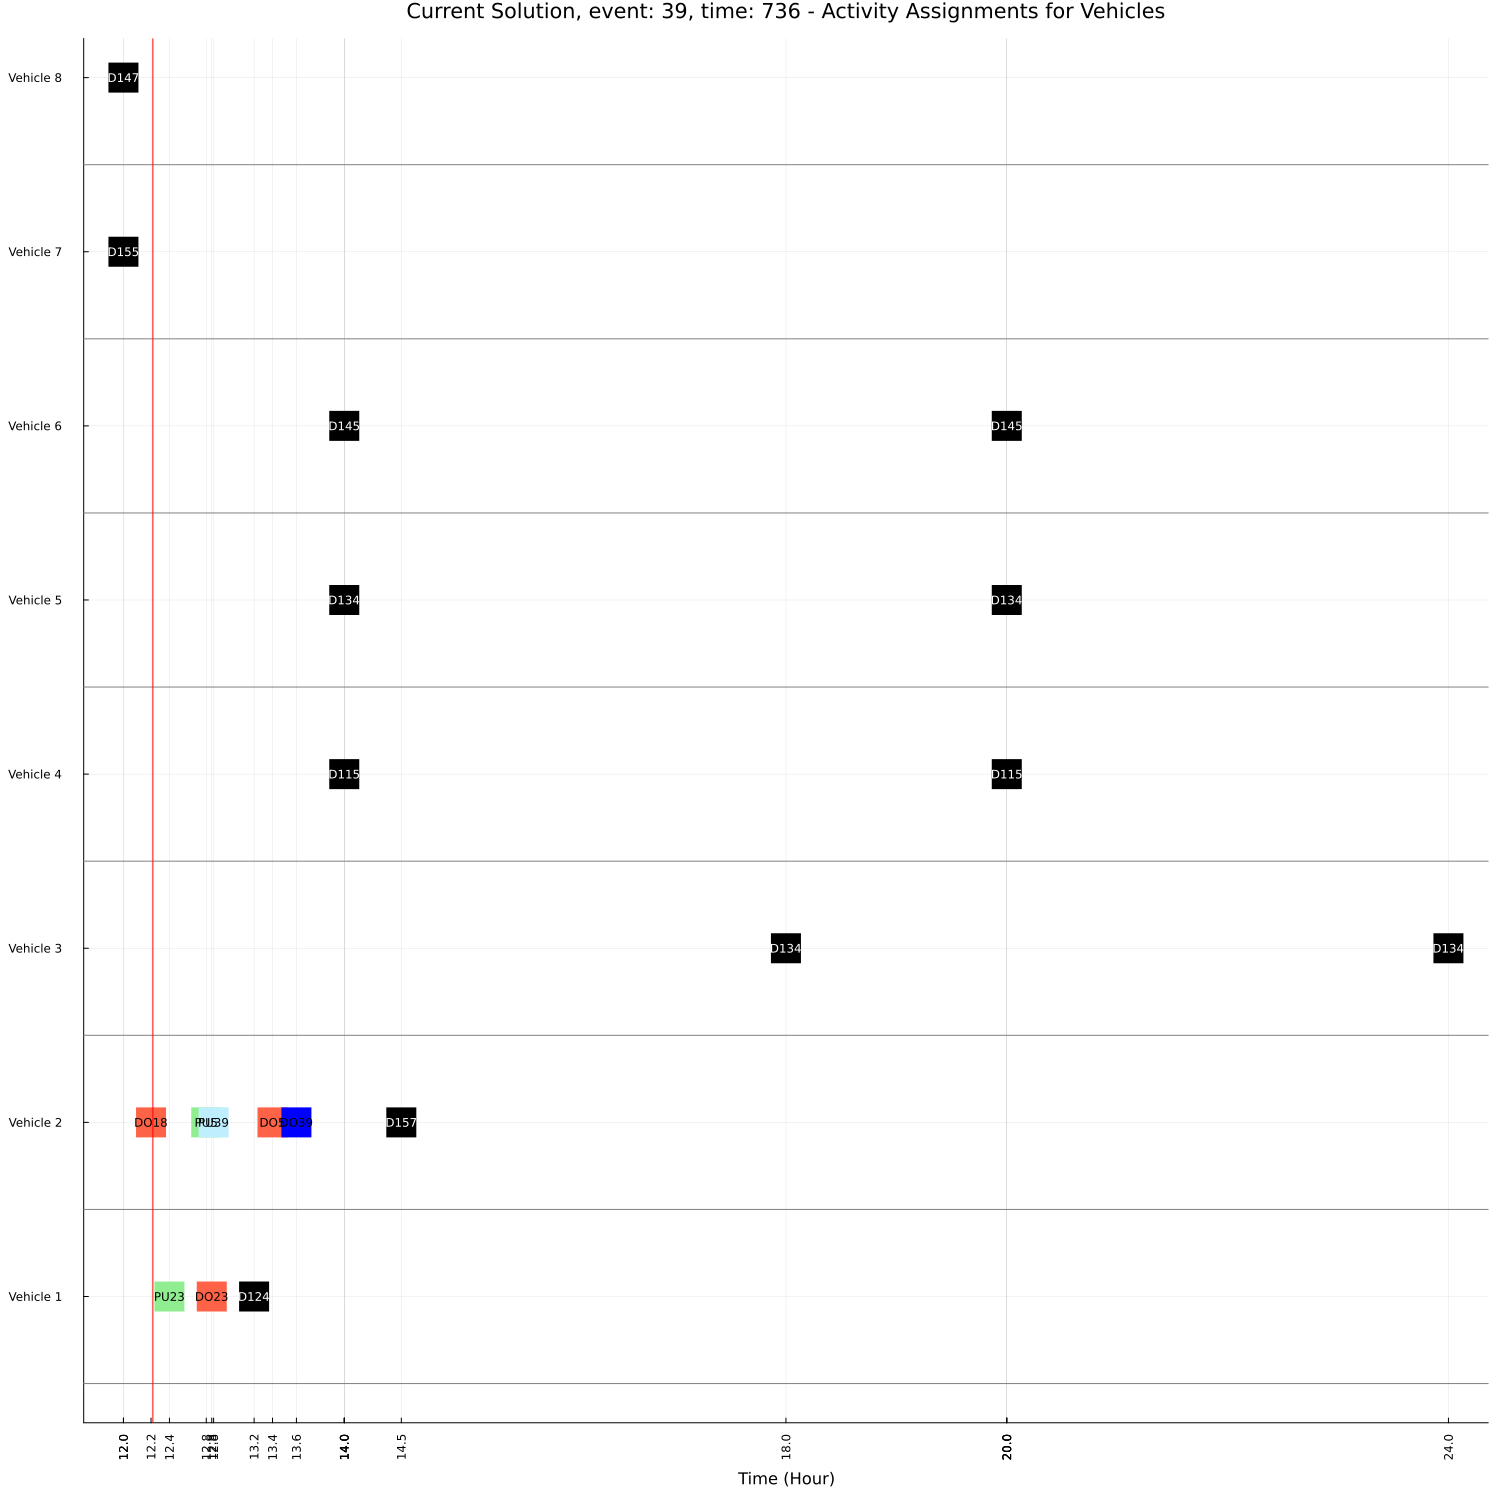 Current Solution, event: 39, time: 736 - Activity Assignments for Vehicles
Vehicle 8
D147
Vehicle 7
D155
Vehicle 6
D145
D145
Vehicle 5
D134
D134
Vehicle 4
D115
D115
Vehicle 3
D134
D134
Vehicle 2
DO18
PU39
DO39
D157
Vehicle 1
PU23
DO23
D124
12.0
12.2
12.4
13.2
13.4
13.6
14.0
14.5
18.0
20.0
24.0
Time (Hour)